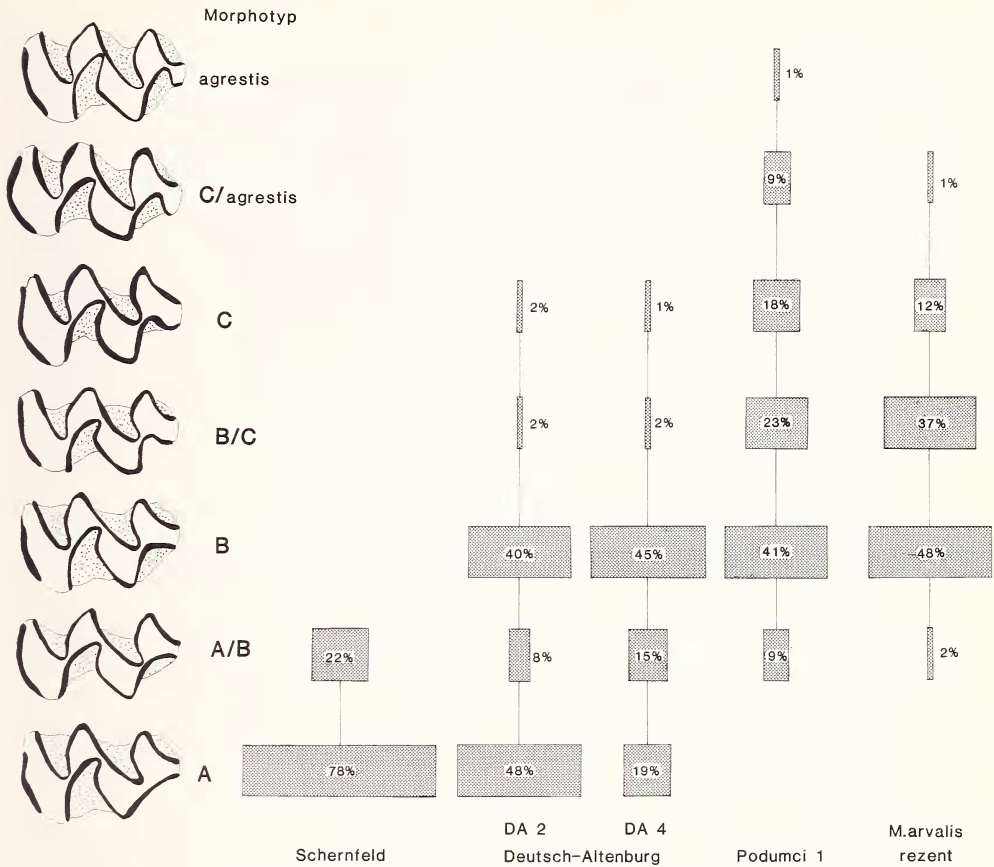 Morphotyp
agrestis
1%
C/agrestis
9%
1%
C
2%
1%
18%
12%
B/C
2%
2%
23%
37%
B
40%
45%
41%
48%
A/B
22%
8%
15%
9%
2%
A
78%
48%
19%
DA 2
DA 4
M.arvalis
Schernfeld
Deutsch-Altenburg
Podumci 1
rezent